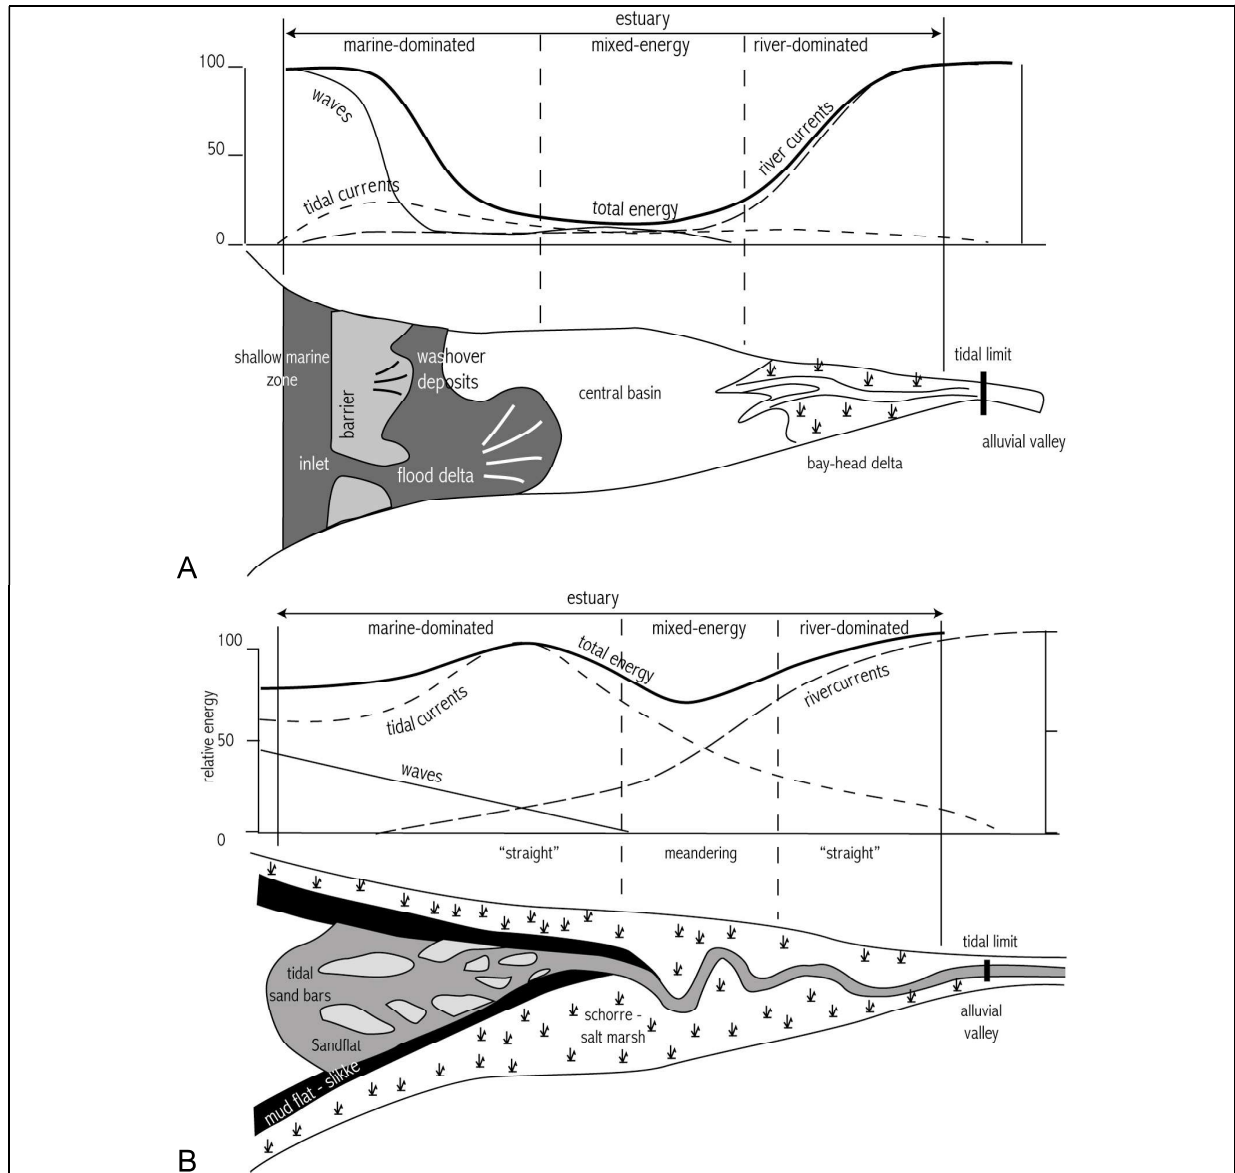 estuary
marine-dominated
mixed-energy
river-dominated
100
50
0
waves
tidal currents
total energy
river currents
shallow marine
zone
barrier
washover
deposits
inlet
flood delta
central basin
tidal limit
alluvial valley
bay-head delta
A
estuary
marine-dominated
mixed-energy
river-dominated
relative energy
100
50
0
total energy
tidal currents
waves
rivercurrents
"straight"
meandering
"straight"
tidal
sand bars
Sandflat
mud flat - slikke
schorre -
salt marsh
tidal limit
alluvial
valley
B